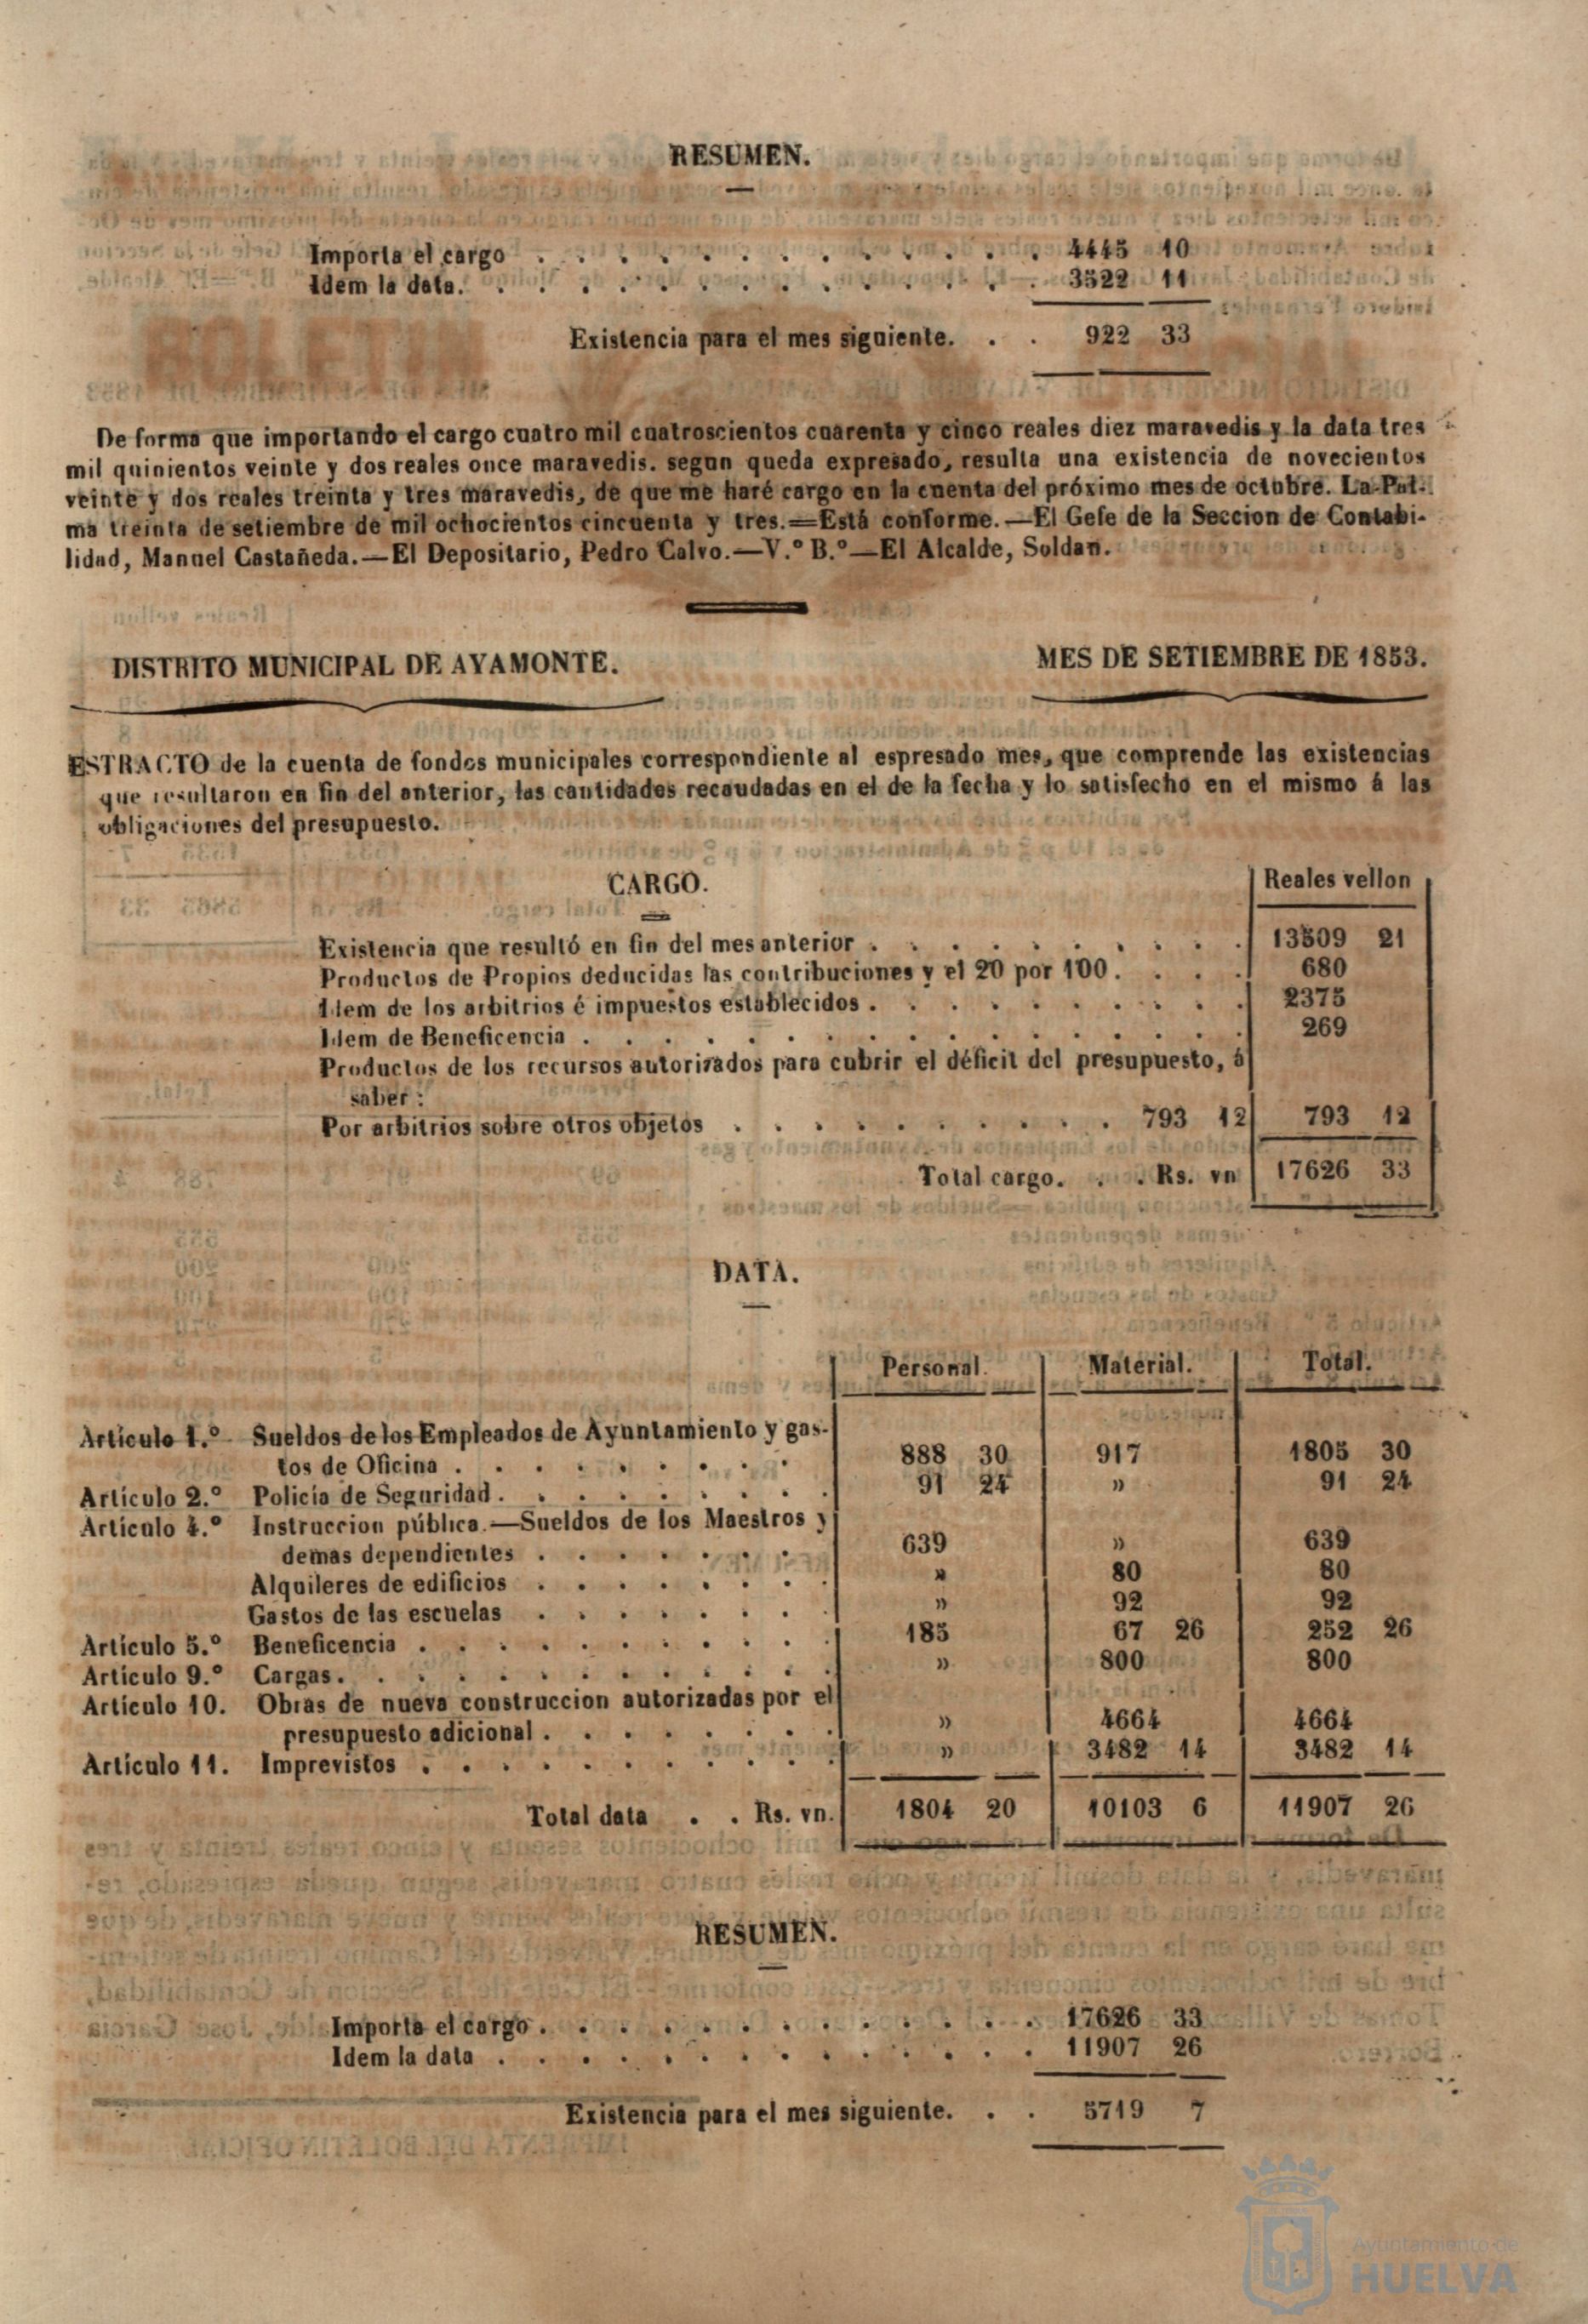 RESUMEN.
Importa el cargo . . . . . . . . . . . . . 4445 10
Idem la data. . . . . . . . . . . . . . . 3522 11
Existencia para el mes siguiente. . . 922 33
De forma que importando el cargo cuatro mil cuatroscientos cuarenta y cinco reales diez maravedis y la data tres
mil quinientos veinte y dos reales once maravedis. segun queda expresado, resulta una existencia de novecientos
veinte y dos reales treinta y tres maravedis, de que me haré cargo en la cuenta del próximo mes de octubre. La Pal-
ma treinta de setiembre de mil ochocientos cincuenta y tres.=Está conforme.—El Gefe de la Seccion de Contabi-
lidad, Manuel Castañeda.—El Depositario, Pedro Calvo.—V.° B.°—El Alcalde, Soldan.
DISTRITO MUNICIPAL DE AYAMONTE. MES DE SETIEMBRE DE 1853.
ESTRACTO de la cuenta de fondos municipales correspondiente al espresado mes, que comprende las existencias
que resultaron en fin del anterior, las cantidades recaudadas en el de la fecha y lo satisfecho en el mismo á las
obligaciones del presupuesto.
CARGO. Reales vellon
Existencia que resultó en fin del mes anterior . . . . . . . . . . 13509 21
Productos de Propios deducidas las contribuciones y el 20 por 100. . . . 680
Idem de los arbitrios é impuestos establecidos . . . . . . . . . . 2375
Idem de Beneficencia . . . . . . . . . . . . . . . . . 269
Productos de los recursos autorizados para cubrir el déficit del presupuesto, á
saber:
Por arbitrios sobre otros objetos . . . . . . . . . . 793 12 793 12
Total cargo. . . Rs. vn 17626 33
DATA.
Personal. Material. Total.
Artículo 1.° Sueldos de los Empleados de Ayuntamiento y gas-
tos de Oficina . . . . . . . . . 888 30 917 1805 30
Artículo 2.° Policía de Seguridad . . . . . . . . . 91 24 » 91 24
Artículo 4.° Instruccion pública.—Sueldos de los Maestros y
demas dependientes . . . . . . . 639 » 639
Alquileres de edificios . . . . . . . . » 80 80
Gastos de las escuelas . . . . . . . . » 92 92
Artículo 5.° Beneficencia . . . . . . . . . . . 185 67 26 252 26
Artículo 9.° Cargas. . . . . . . . . . . . . » 800 800
Artículo 10. Obras de nueva construccion autorizadas por el
presupuesto adicional . . . . . . . . » 4664 4664
Artículo 11. Imprevistos . . . . . . . . . . . » 3482 14 3482 14
Total data . . Rs. vn. 1804 20 10103 6 11907 26
RESUMEN.
Importa el cargo . . . . . . . . . . . . . 17626 33
Idem la data . . . . . . . . . . . . . . 11907 26
Existencia para el mes siguiente. . . 5719 7
Ayuntamiento de
HUELVA